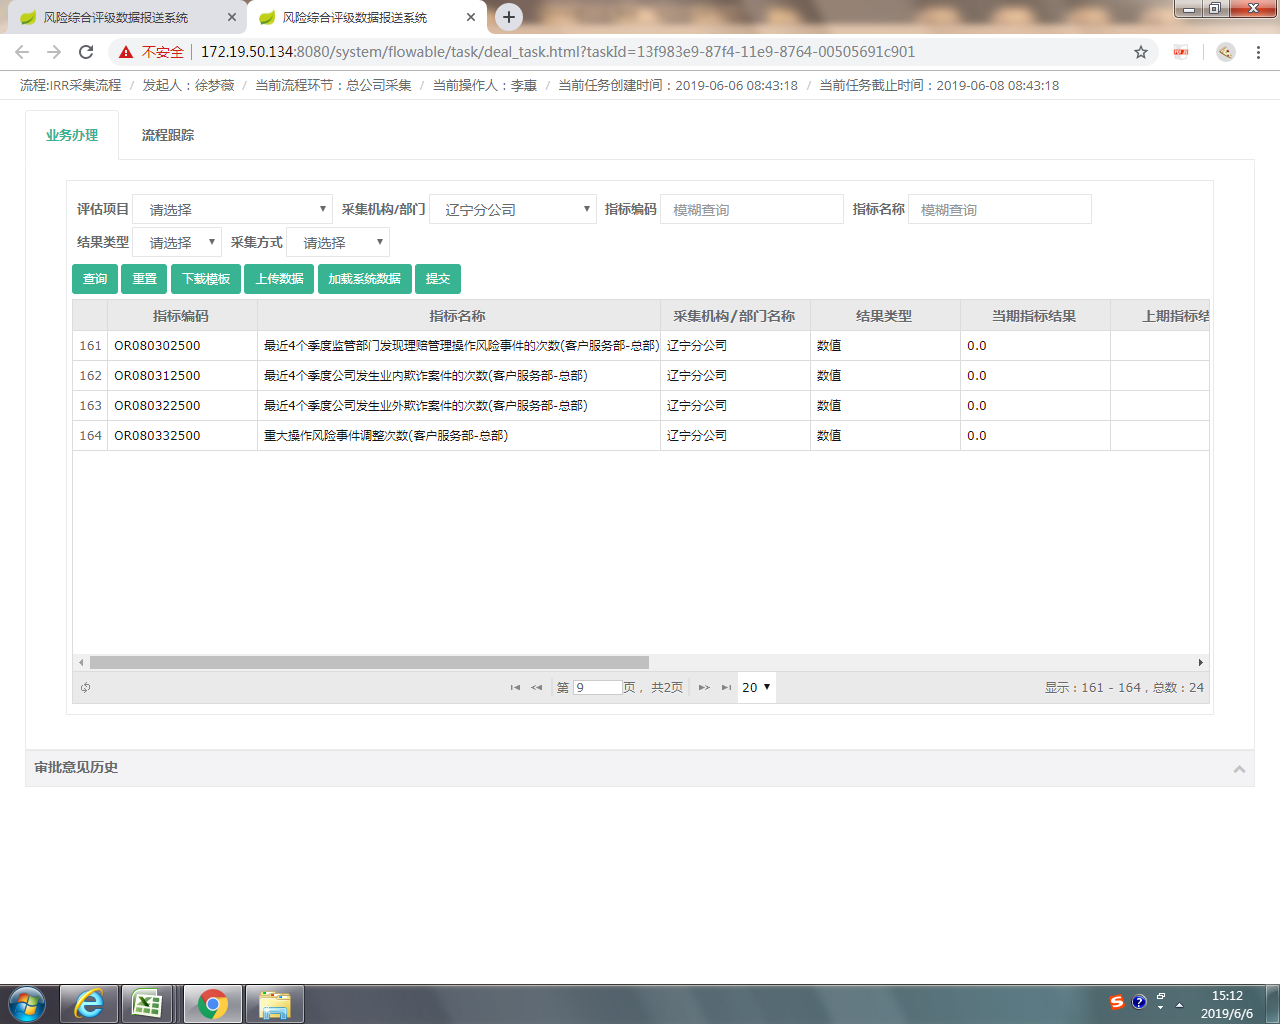 风险综合评级数据报送系统
风险综合评级数据报送系统
不安全 172.19.50.134:8080/system/flowable/task/deal_task.html?taskId=13f983e9-87f4-11e9-8764-00505691c901
流程:IRR采集流程 / 发起人：徐梦薇 / 当前流程环节：总公司采集 / 当前操作人：李惠 / 当前任务创建时间：2019-06-06 08:43:18 / 当前任务截止时间：2019-06-08 08:43:18
业务办理 流程跟踪
评估项目 请选择 采集机构/部门 辽宁分公司 指标编码 模糊查询 指标名称 模糊查询
结果类型 请选择 采集方式 请选择
查询 重置 下载模板 上传数据 加载系统数据 提交
指标编码 指标名称 采集机构/部门名称 结果类型 当期指标结果 上期指标结
161 OR080302500 最近4个季度监管部门发现理赔管理操作风险事件的次数(客户服务部-总部) 辽宁分公司 数值 0.0
162 OR080312500 最近4个季度公司发生业内欺诈案件的次数(客户服务部-总部) 辽宁分公司 数值 0.0
163 OR080322500 最近4个季度公司发生业外欺诈案件的次数(客户服务部-总部) 辽宁分公司 数值 0.0
164 OR080332500 重大操作风险事件调整次数(客户服务部-总部) 辽宁分公司 数值 0.0
第 9 页， 共2页 20 显示：161 - 164，总数：24
审批意见历史
15:12
2019/6/6